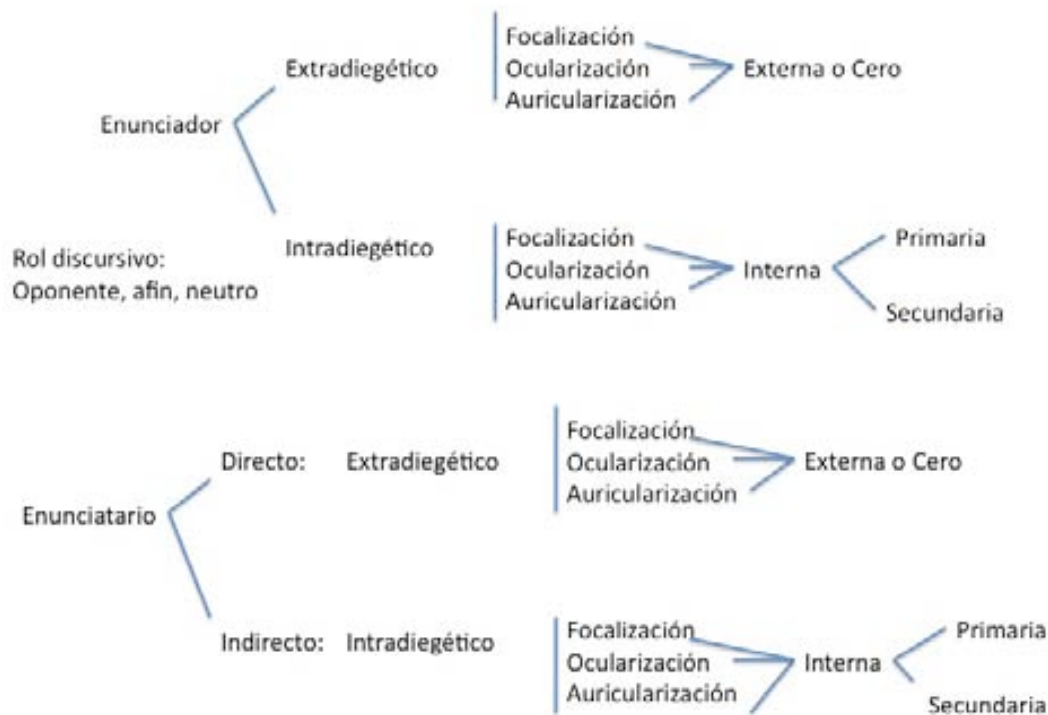 Enunciador
Rol discursivo:
Oponente, afin, neutro
Extradiegético
Focalización
Ocularización
Auricularización
Externa o Cero
Intradiegético
Focalización
Ocularización
Auricularización
Interna
Primaria
Secundaria
Enunciatario
Directo: Extradiegético
Focalización
Ocularización
Auricularización
Externa o Cero
Indirecto: Intradiegético
Focalización
Ocularización
Auricularización
Interna
Primaria
Secundaria